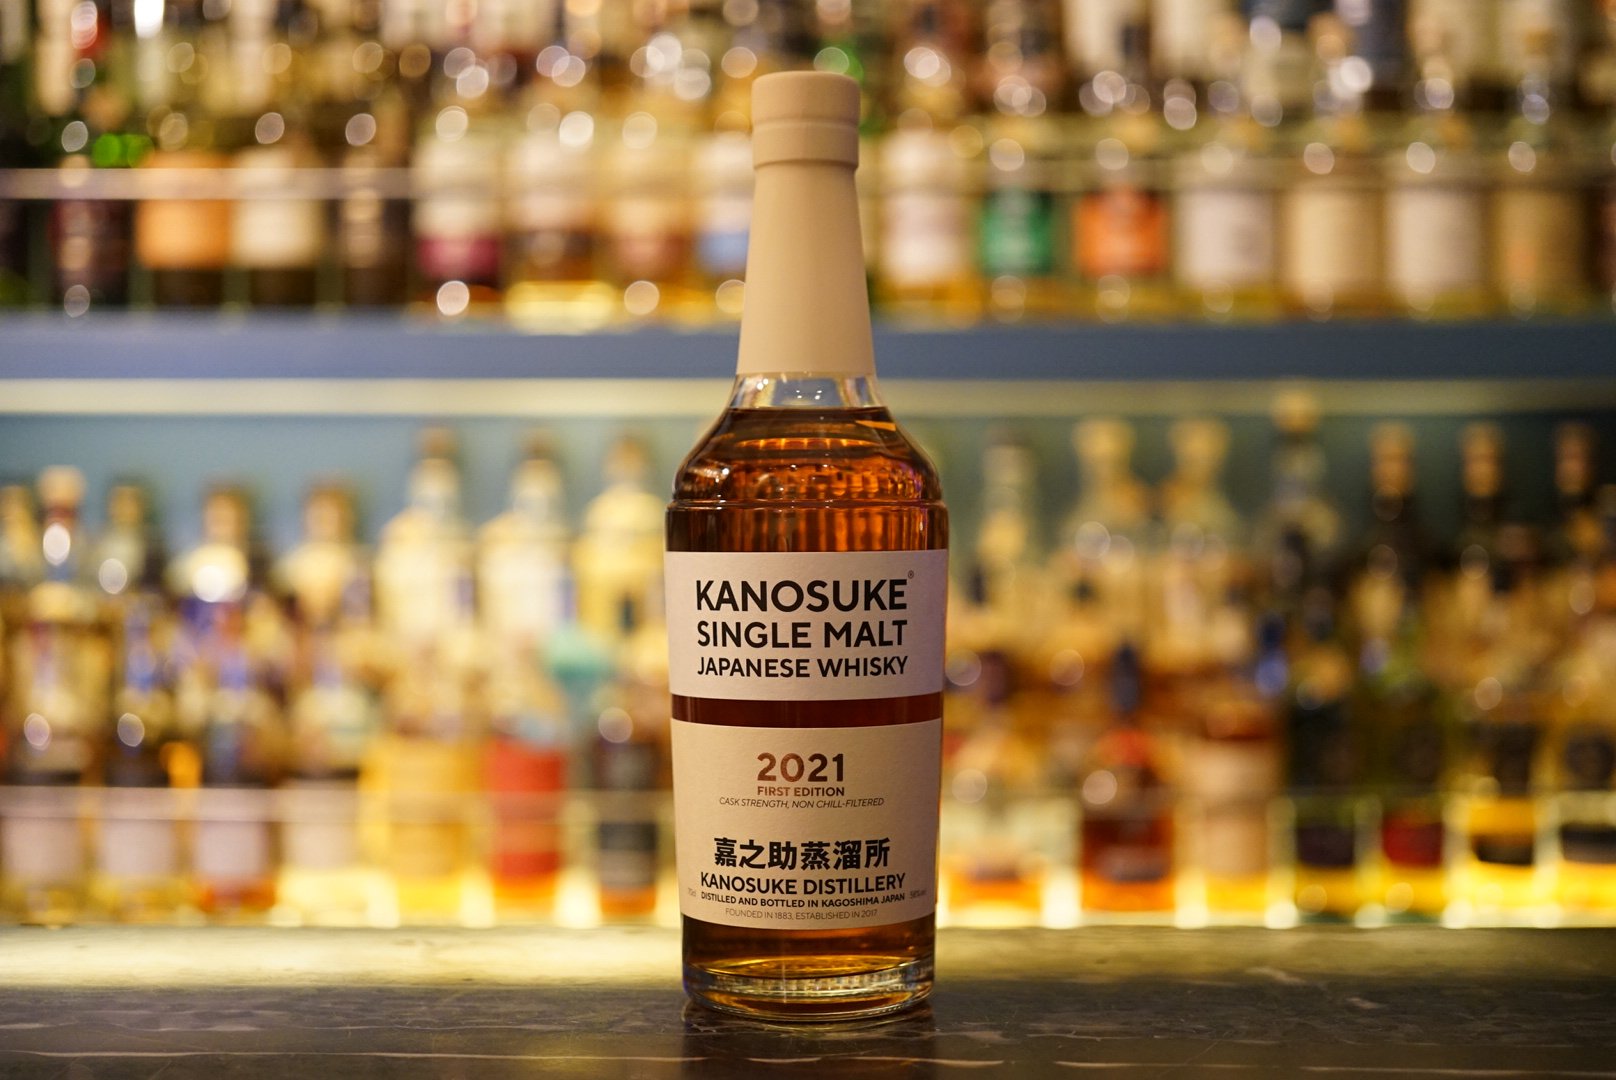 KANOSUKE®
SINGLE MALT
JAPANESE WHISKY
2021
FIRST EDITION
CASK STRENGTH, NON CHILL-FILTERED
嘉之助蒸溜所
KANOSUKE DISTILLERY
DISTILLED AND BOTTLED IN KAGOSHIMA JAPAN
FOUNDED IN 1883, ESTABLISHED IN 2017